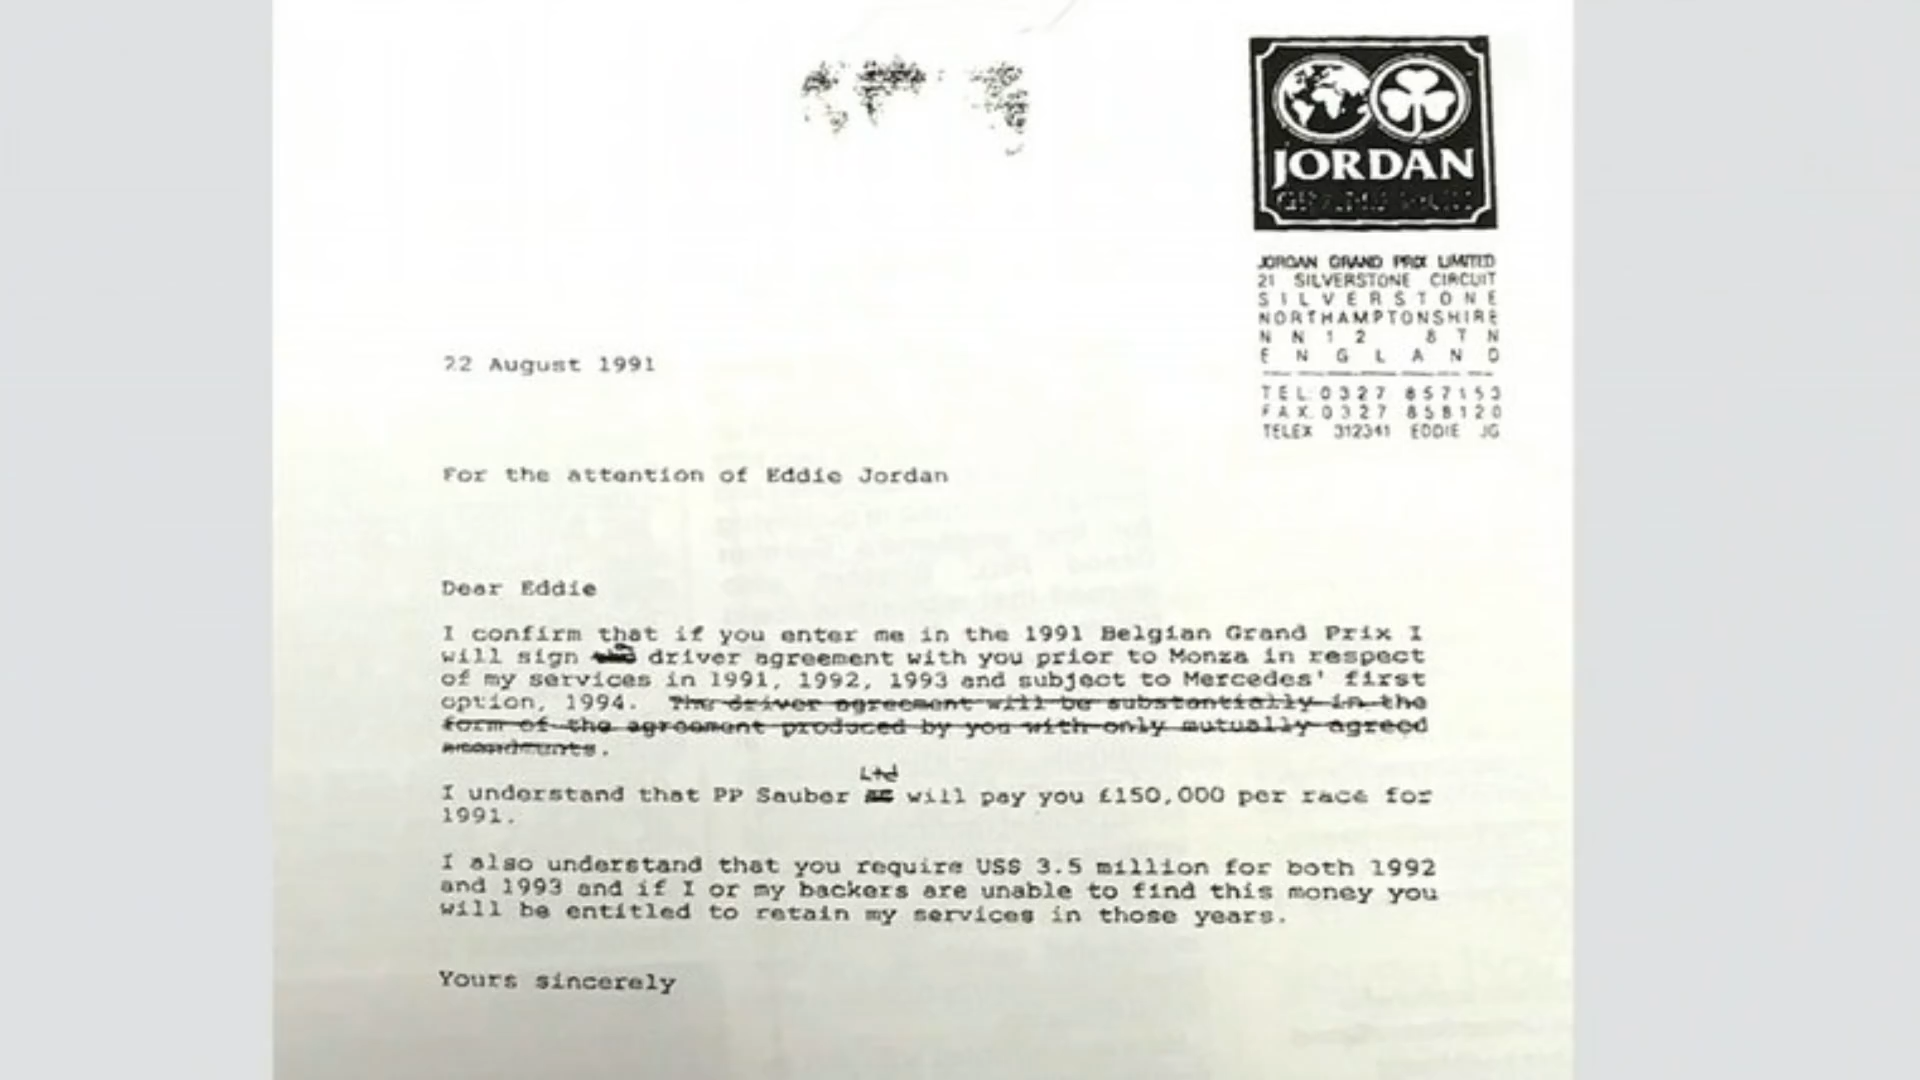 JORDAN
JORDAN GRAND PRIX LIMITED
21 SILVERSTONE CIRCUIT
SILVERSTONE
NORTHAMPTONSHIRE
NN12 8TN
ENGLAND
TEL: 0327 857153
FAX: 0327 858120
TELEX 312341 EDDIE JG
22 August 1991
For the attention of Eddie Jordan
Dear Eddie
I confirm that if you enter me in the 1991 Belgian Grand Prix I
will sign driver agreement with you prior to Monza in respect
of my services in 1991, 1992, 1993 and subject to Mercedes' first
option, 1994. The driver agreement will be substantially in the
form of the agreement produced by you with only mutually agreed
amendments.
Ltd
I understand that PP Sauber will pay you £150,000 per race for
1991.
I also understand that you require US$ 3.5 million for both 1992
and 1993 and if I or my backers are unable to find this money you
will be entitled to retain my services in those years.
Yours sincerely